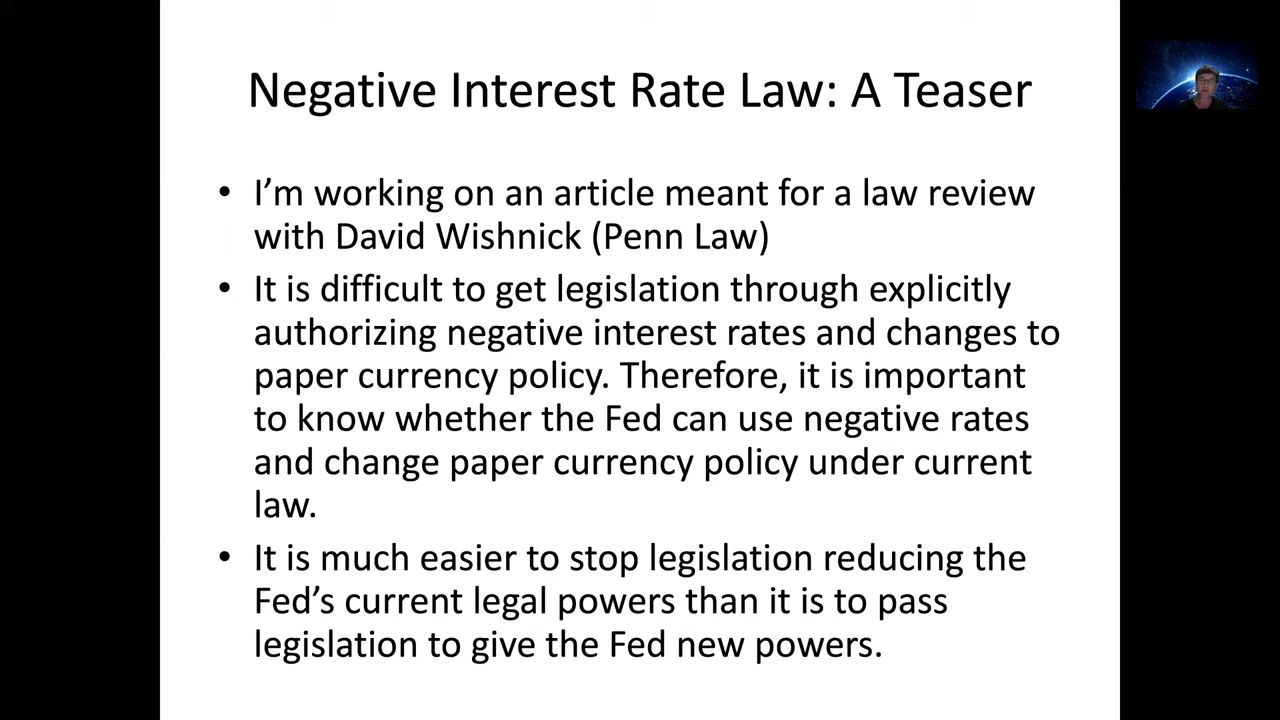 Negative Interest Rate Law: A Teaser
• I’m working on an article meant for a law review
with David Wishnick (Penn Law)
• It is difficult to get legislation through explicitly
authorizing negative interest rates and changes to
paper currency policy. Therefore, it is important
to know whether the Fed can use negative rates
and change paper currency policy under current
law.
• It is much easier to stop legislation reducing the
Fed’s current legal powers than it is to pass
legislation to give the Fed new powers.